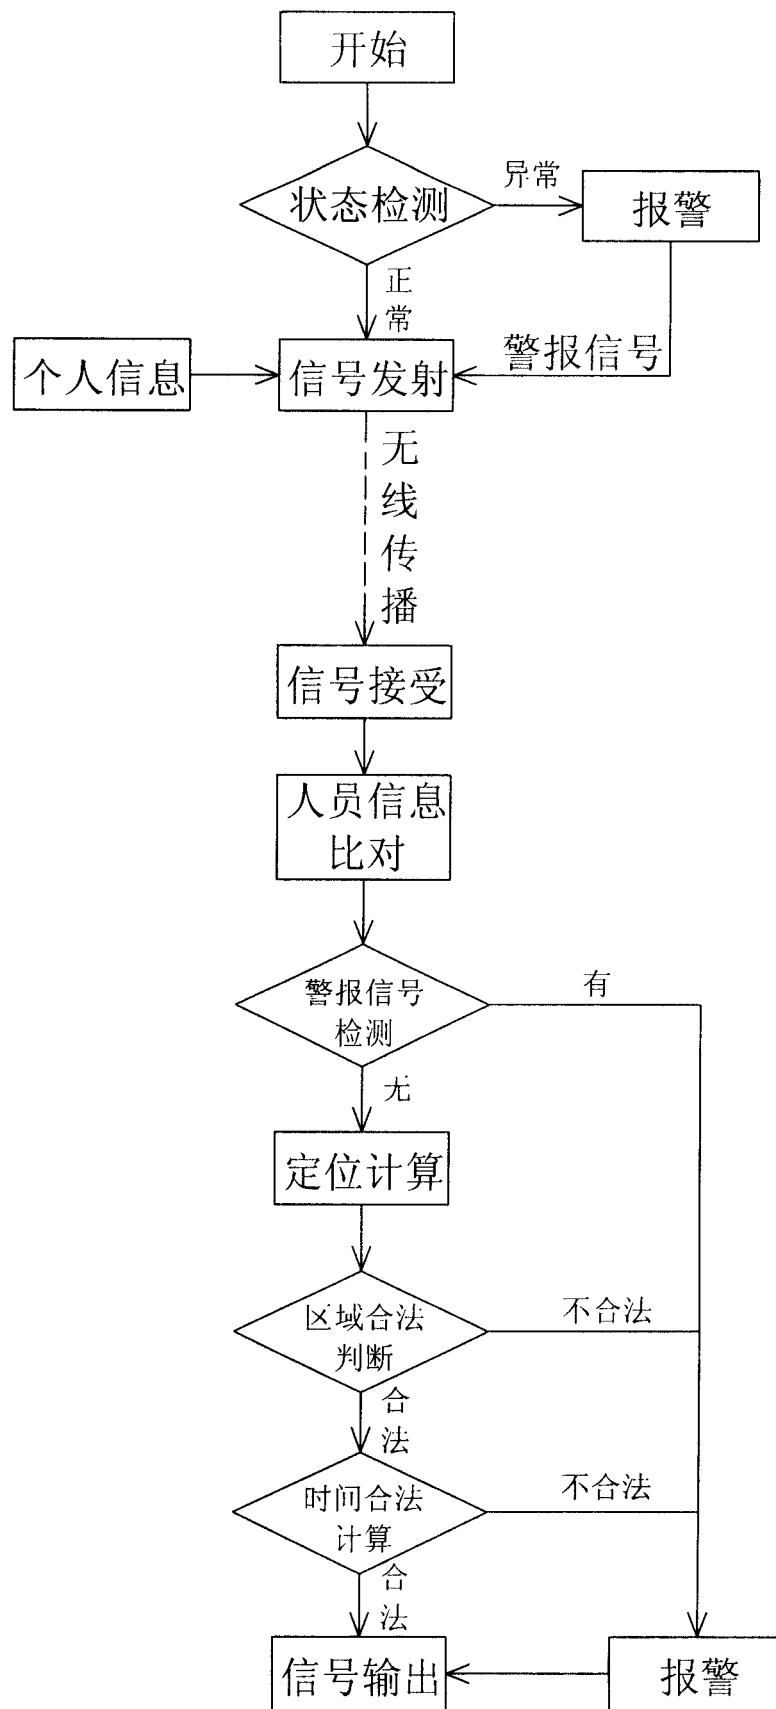 开始
状态检测
异常
报警
正
常
个人信息
信号发射
警报信号
无
线
传
播
信号接受
人员信息
比对
警报信号
检测
有
无
定位计算
区域合法
判断
不合法
合
法
时间合法
计算
不合法
合
法
信号输出
报警